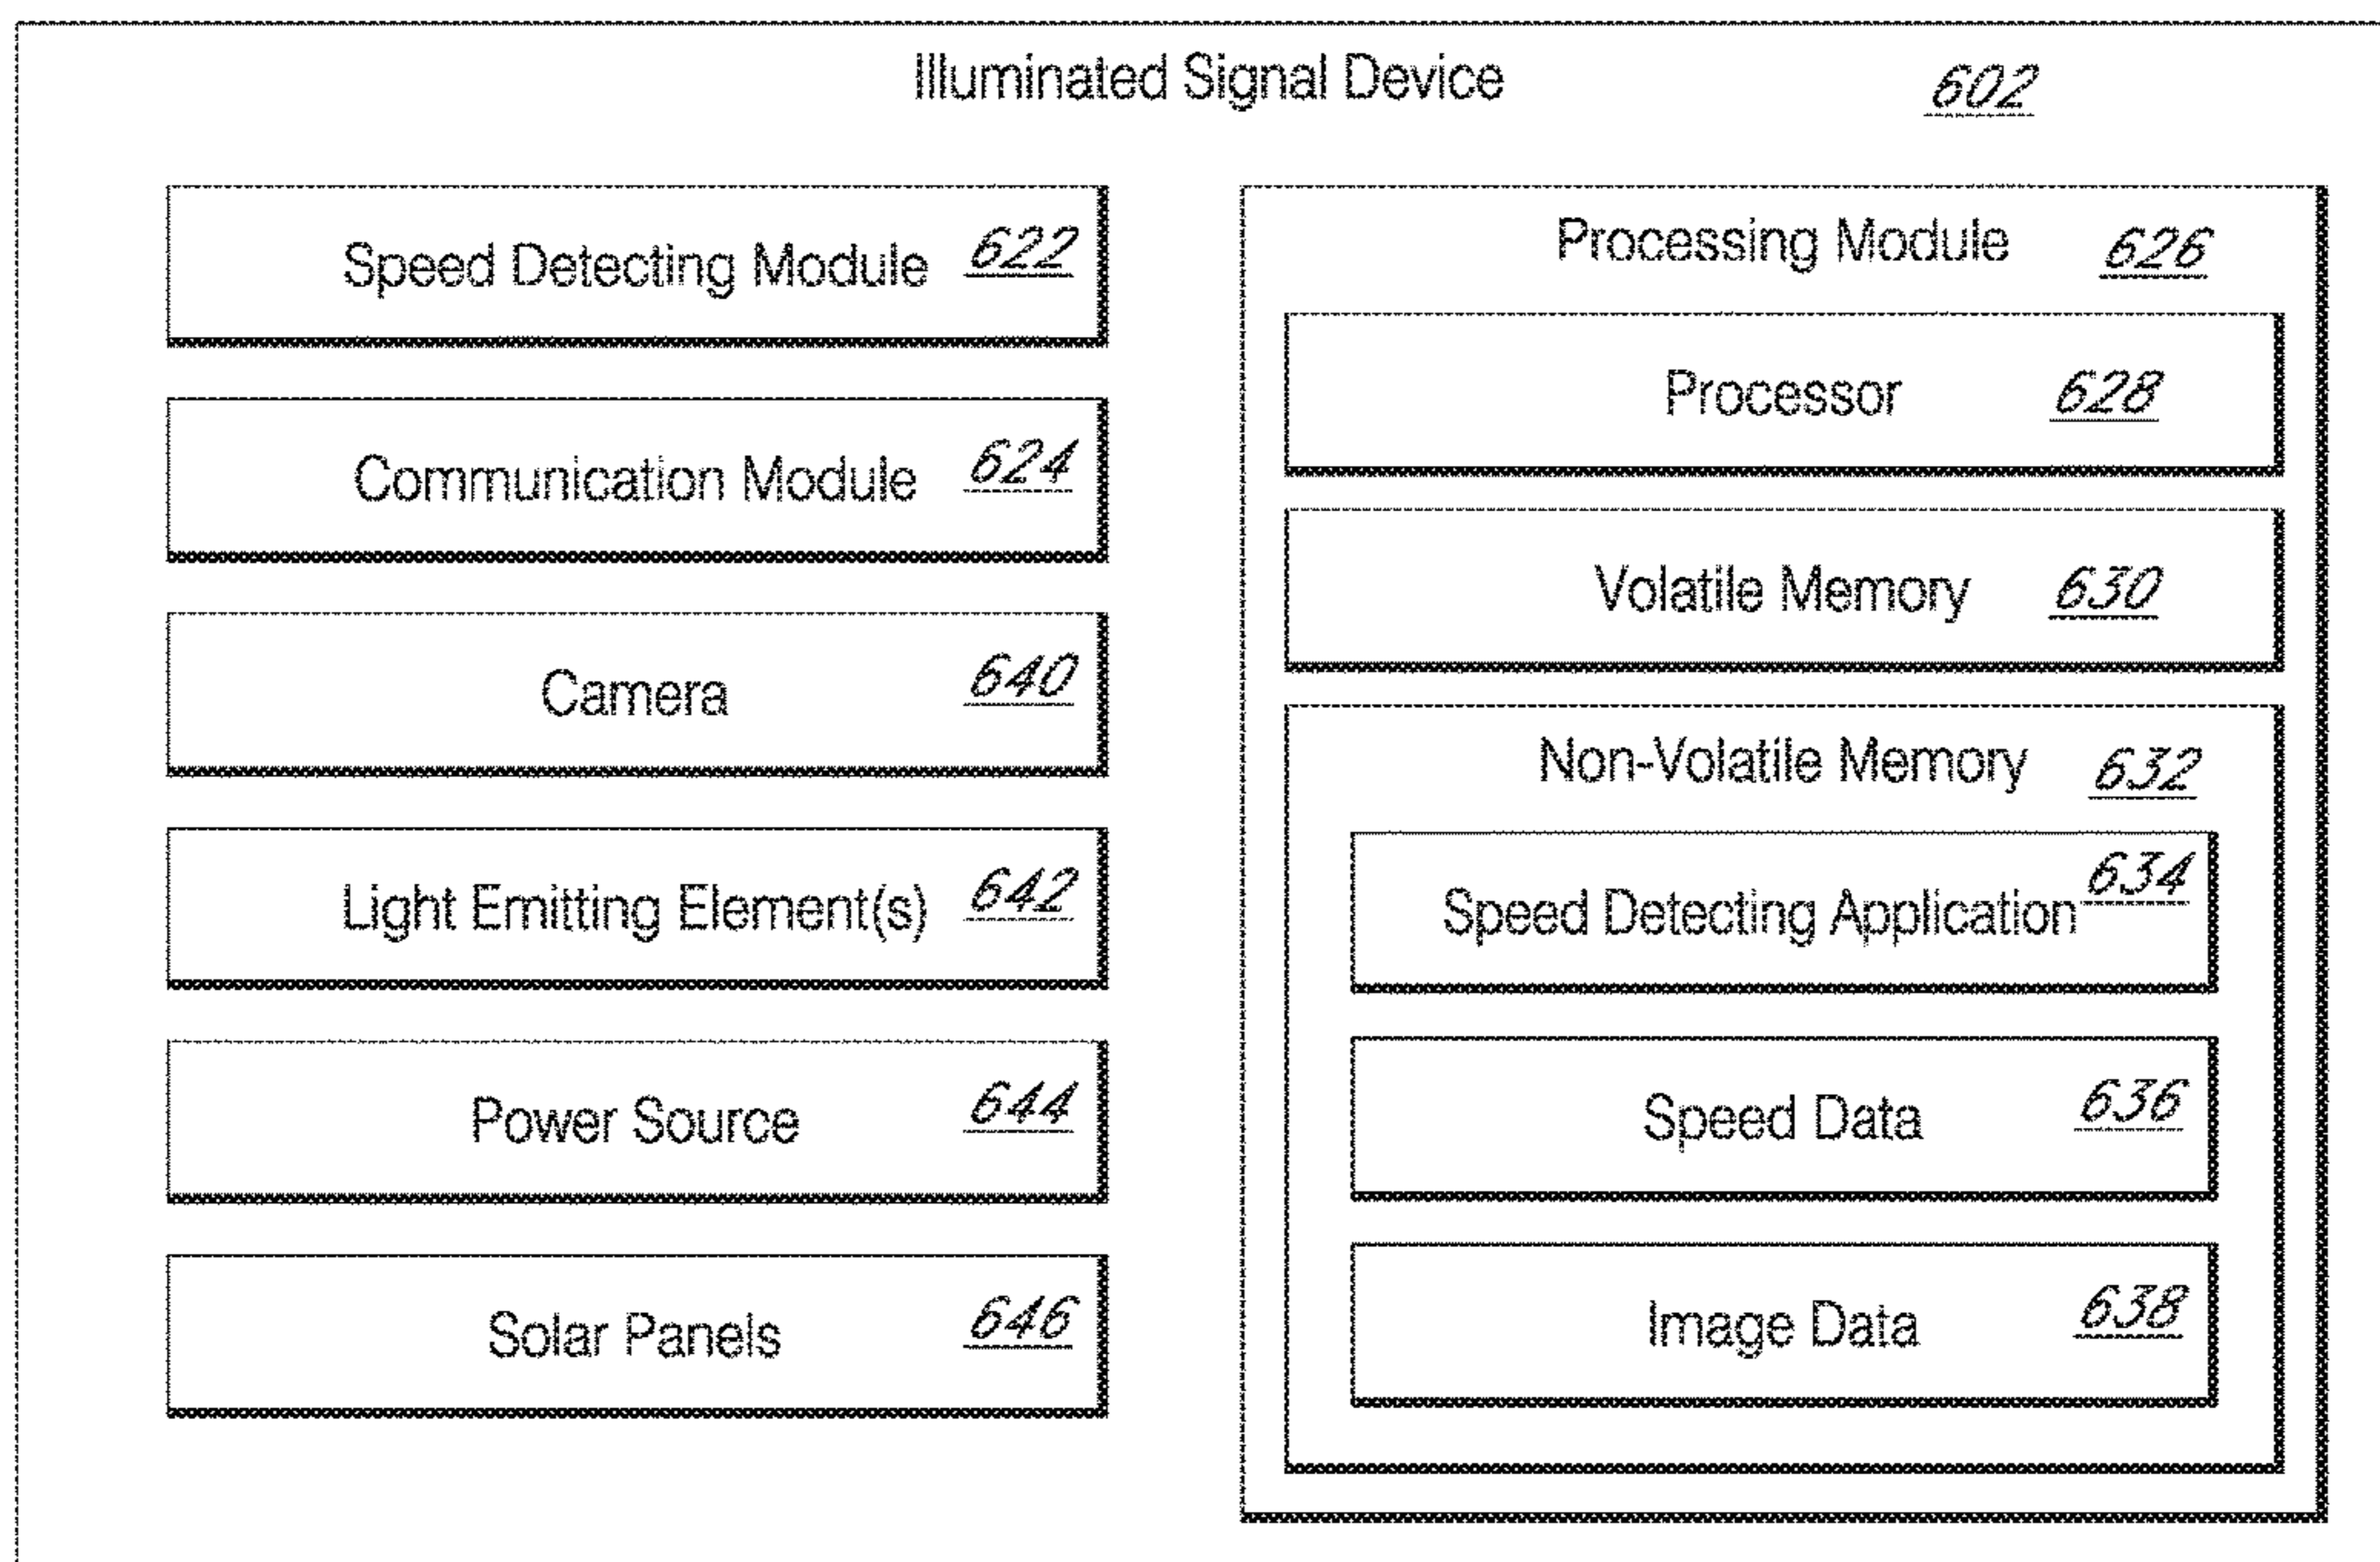 Illuminated Signal Device 602
Speed Detecting Module 622
Communication Module 624
Camera 640
Light Emitting Element(s) 642
Power Source 644
Solar Panels 646
Processing Module 626
Processor 628
Volatile Memory 630
Non-Volatile Memory 632
Speed Detecting Application 634
Speed Data 636
Image Data 638